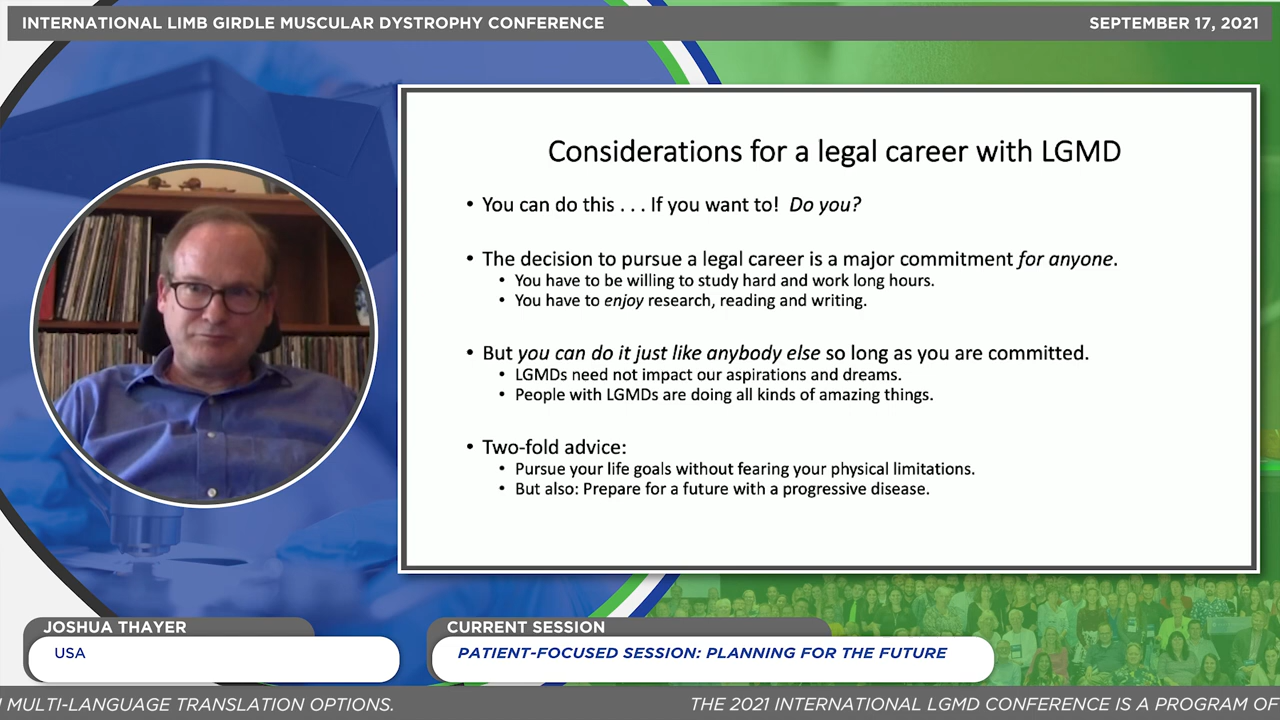 INTERNATIONAL LIMB GIRDLE MUSCULAR DYSTROPHY CONFERENCE
SEPTEMBER 17, 2021
Considerations for a legal career with LGMD
• You can do this . . . If you want to! Do you?
• The decision to pursue a legal career is a major commitment for anyone.
• You have to be willing to study hard and work long hours.
• You have to enjoy research, reading and writing.
• But you can do it just like anybody else so long as you are committed.
• LGMDs need not impact our aspirations and dreams.
• People with LGMDs are doing all kinds of amazing things.
• Two-fold advice:
• Pursue your life goals without fearing your physical limitations.
• But also: Prepare for a future with a progressive disease.
JOSHUA THAYER
USA
CURRENT SESSION
PATIENT-FOCUSED SESSION: PLANNING FOR THE FUTURE
MULTI-LANGUAGE TRANSLATION OPTIONS.
THE 2021 INTERNATIONAL LGMD CONFERENCE IS A PROGRAM OF